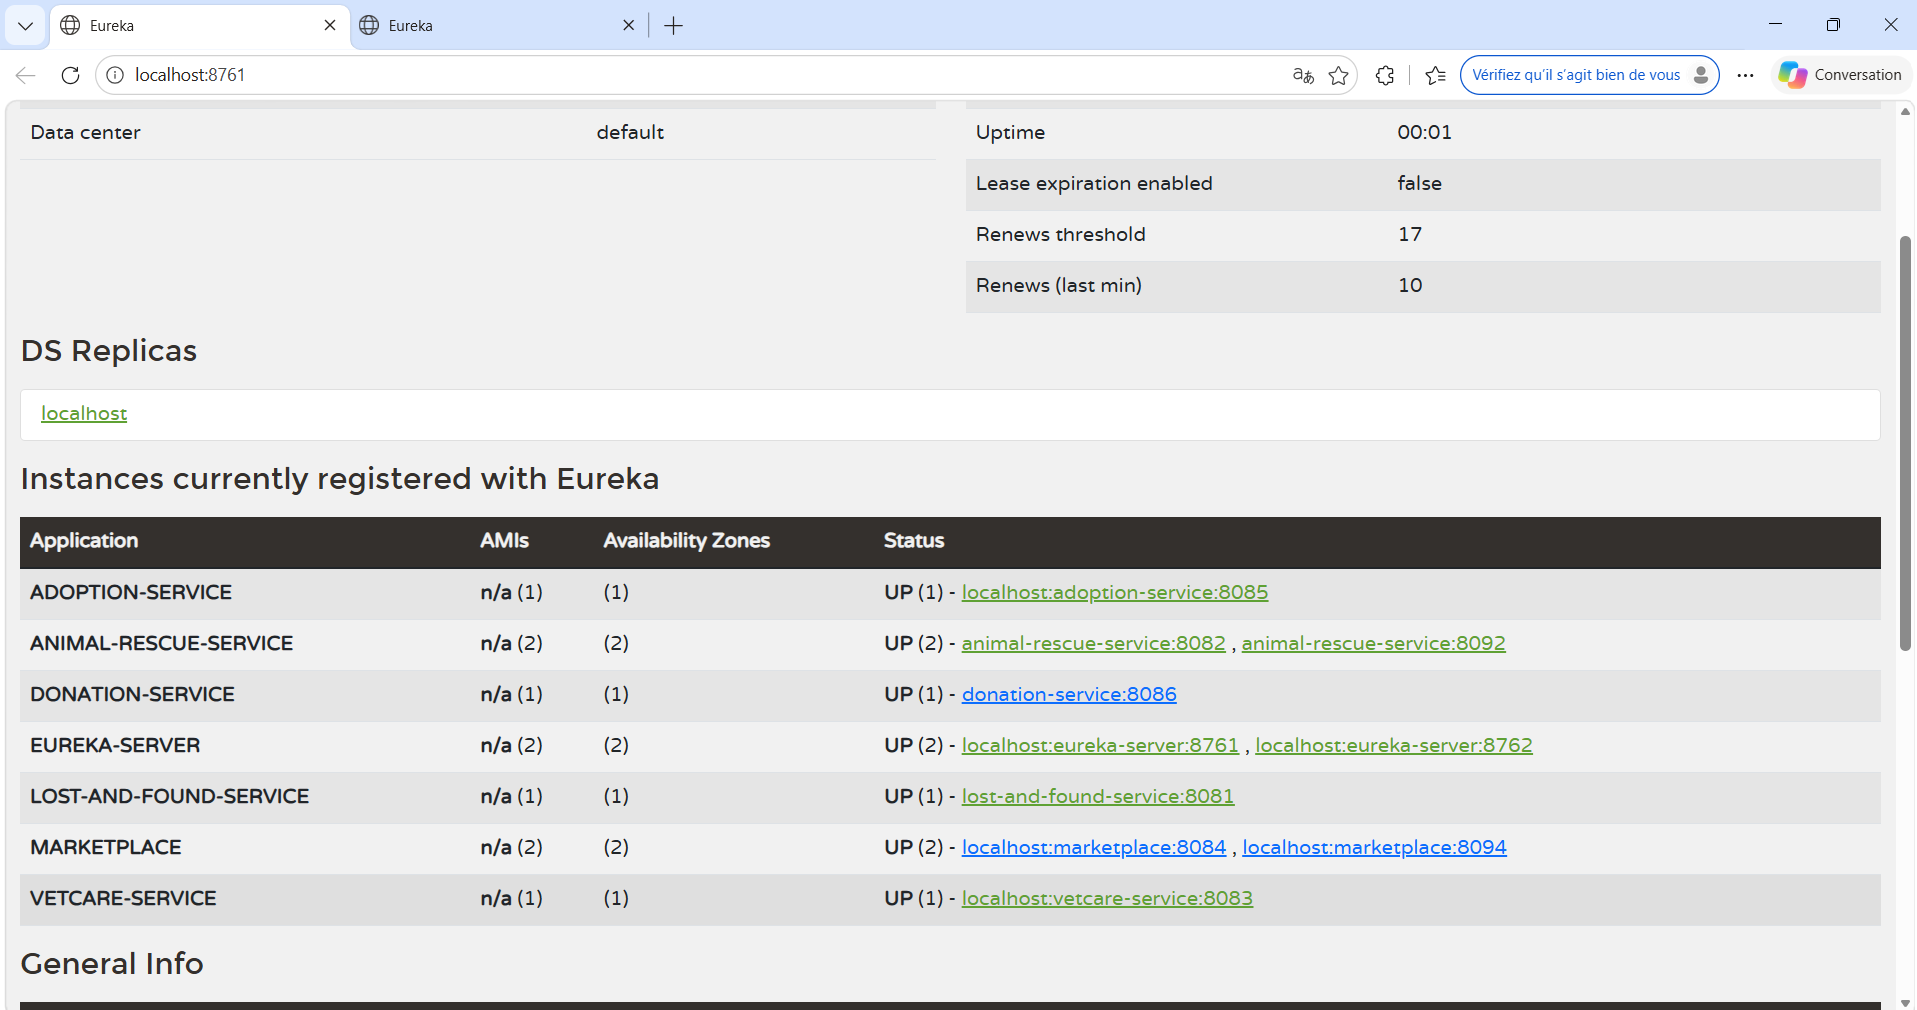 Eureka
Eureka
localhost:8761
Vérifiez qu'il s'agit bien de vous
Conversation
Data center default
Uptime 00:01
Lease expiration enabled false
Renews threshold 17
Renews (last min) 10
DS Replicas
localhost
Instances currently registered with Eureka
Application AMIs Availability Zones Status
ADOPTION-SERVICE n/a (1) (1) UP (1) - localhost:adoption-service:8085
ANIMAL-RESCUE-SERVICE n/a (2) (2) UP (2) - animal-rescue-service:8082 , animal-rescue-service:8092
DONATION-SERVICE n/a (1) (1) UP (1) - donation-service:8086
EUREKA-SERVER n/a (2) (2) UP (2) - localhost:eureka-server:8761 , localhost:eureka-server:8762
LOST-AND-FOUND-SERVICE n/a (1) (1) UP (1) - lost-and-found-service:8081
MARKETPLACE n/a (2) (2) UP (2) - localhost:marketplace:8084 , localhost:marketplace:8094
VETCARE-SERVICE n/a (1) (1) UP (1) - localhost:vetcare-service:8083
General Info